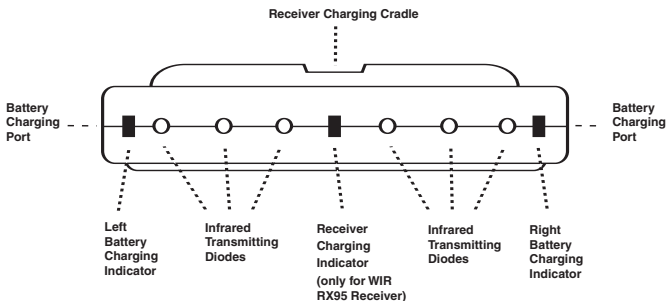 Receiver Charging Cradle
Battery
Charging
Port
Battery
Charging
Port
Left
Battery
Charging
Indicator
Infrared
Transmitting
Diodes
Receiver
Charging
Indicator
(only for WIR
RX95 Receiver)
Infrared
Transmitting
Diodes
Right
Battery
Charging
Indicator